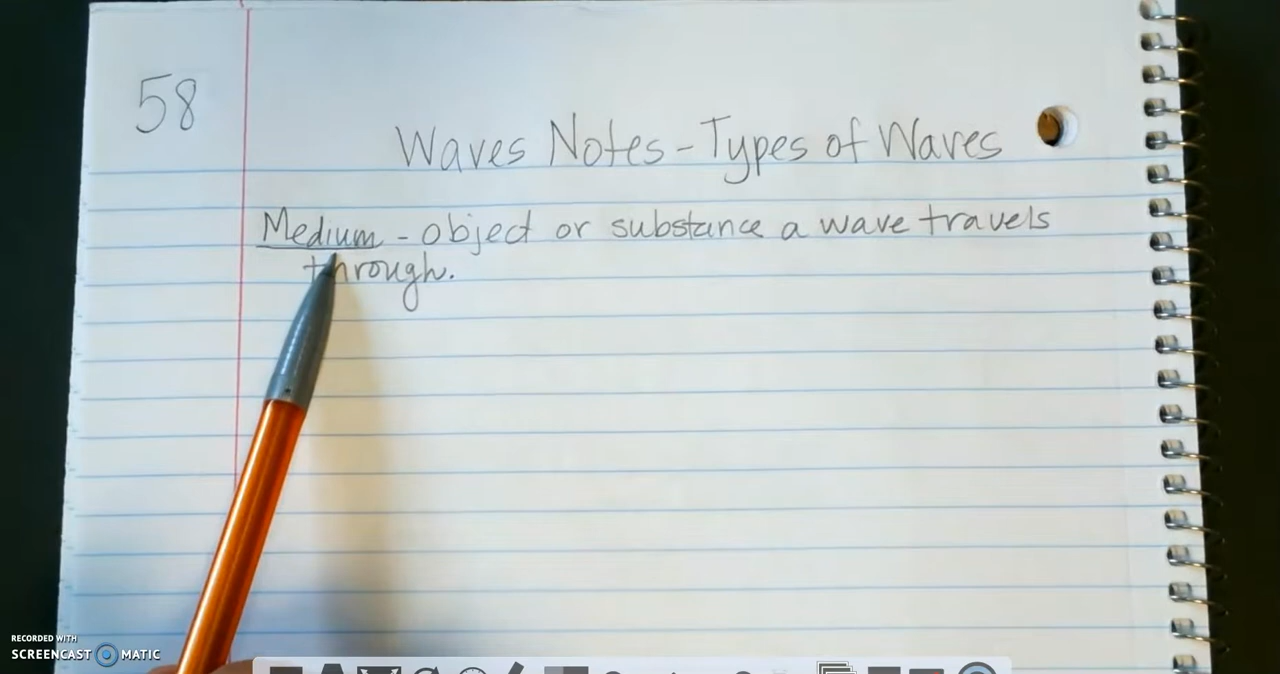 58
Waves Notes - Types of Waves
Medium - object or substance a wave travels
through.
RECORDED WITH
SCREENCAST MATIC